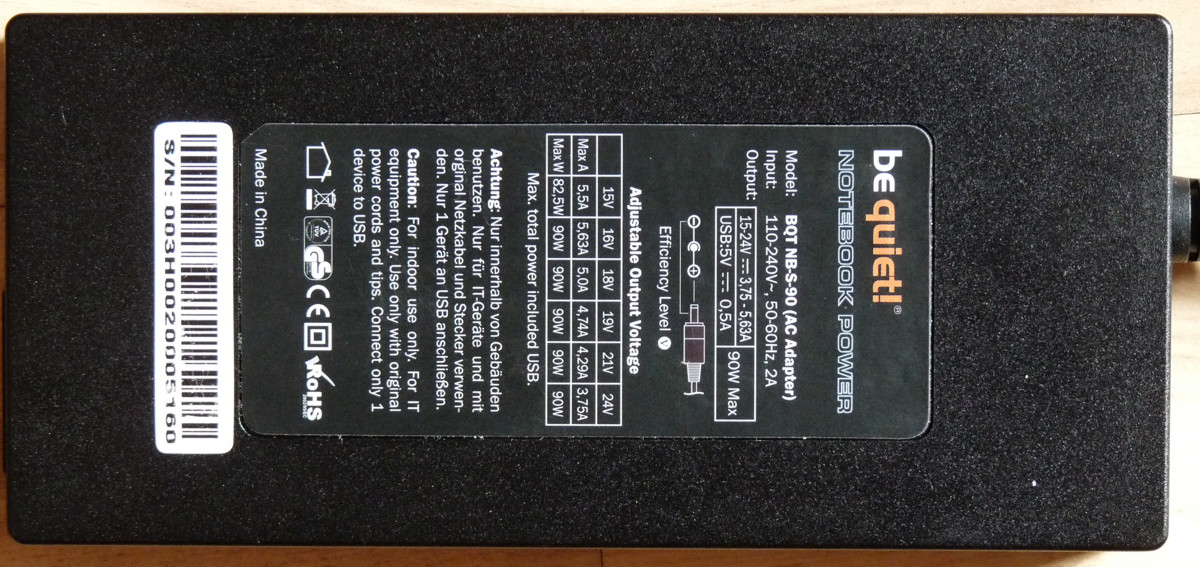 be quiet!®
NOTEBOOK POWER
Model: BQT NB-S-90 (AC Adapter)
Input: 110-240V~, 50-60Hz, 2A
Output: 15-24V ⎓ 3,75 - 5,63A 90W Max
USB:5V ⎓ 0,5A
Efficiency Level V
Adjustable Output Voltage
15V 16V 18V 19V 21V 24V
Max A 5,5A 5,63A 5,0A 4,74A 4,29A 3,75A
Max W 82,5W 90W 90W 90W 90W 90W
Max. total power included USB.
Achtung: Nur innerhalb von Gebäuden
benutzen. Nur für IT-Geräte und mit
orginal Netzkabel und Stecker verwen-
den. Nur 1 Gerät an USB anschließen.
Caution: For indoor use only. For IT
equipment only. Use only with original
power cords and tips. Connect only 1
device to USB.
TÜV GS CE RoHS
Made in China
S/N: 003H0020005160